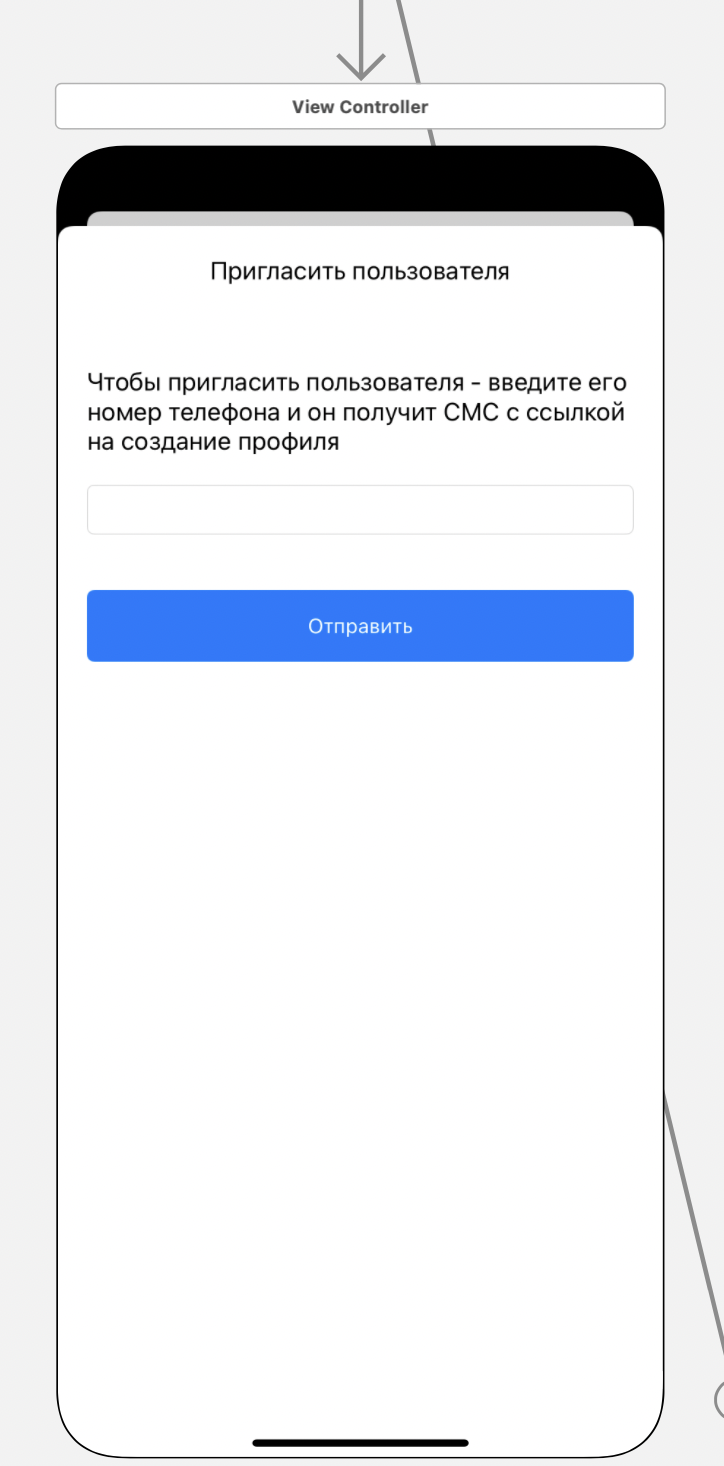 View Controller
Пригласить пользователя
Чтобы пригласить пользователя - введите его
номер телефона и он получит СМС с ссылкой
на создание профиля
Отправить